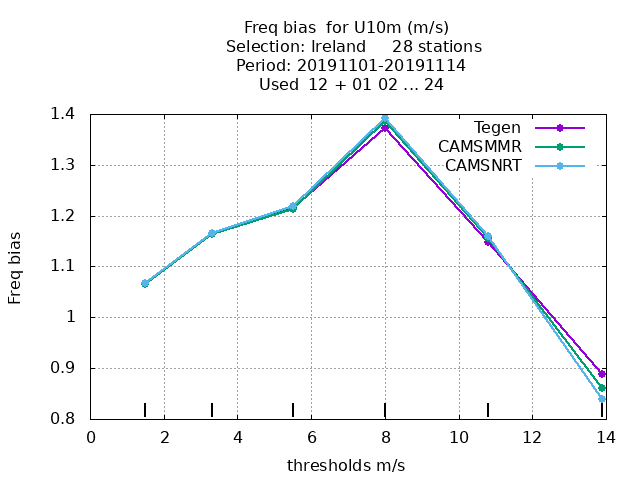 Freq bias  for U10m (m/s)
Selection: Ireland     28 stations
Period: 20191101-20191114
Used  12 + 01 02 ... 24
Tegen
CAMSMMR
CAMSNRT
1.4
1.3
1.2
1.1
1
0.9
0.8
Freq bias
0 2 4 6 8 10 12 14
thresholds m/s